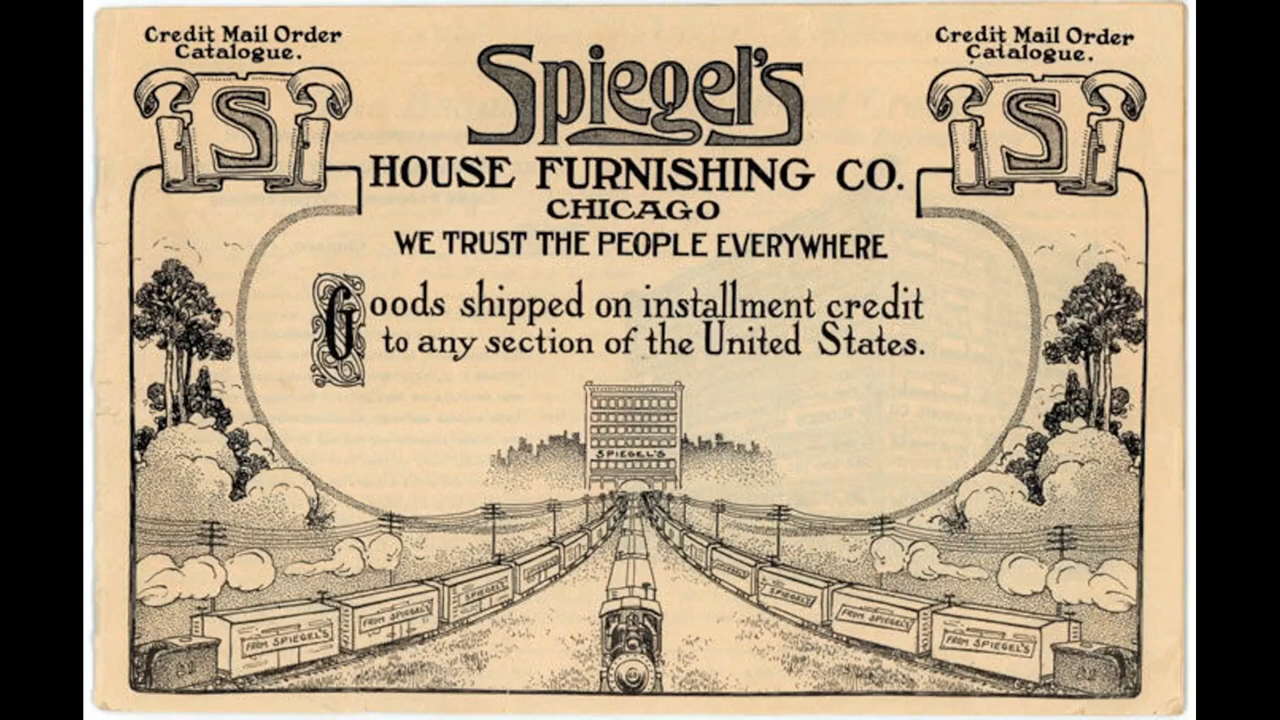 Credit Mail Order
Catalogue.
S
Spiegel's
HOUSE FURNISHING CO.
CHICAGO
WE TRUST THE PEOPLE EVERYWHERE
Goods shipped on installment credit
to any section of the United States.
Credit Mail Order
Catalogue.
S
SPIEGEL'S
FROM SPIEGEL'S
FROM SPIEGEL'S
SPIEGEL'S
SPIEGEL'S
FROM SPIEGEL'S
FROM SPIEGEL'S